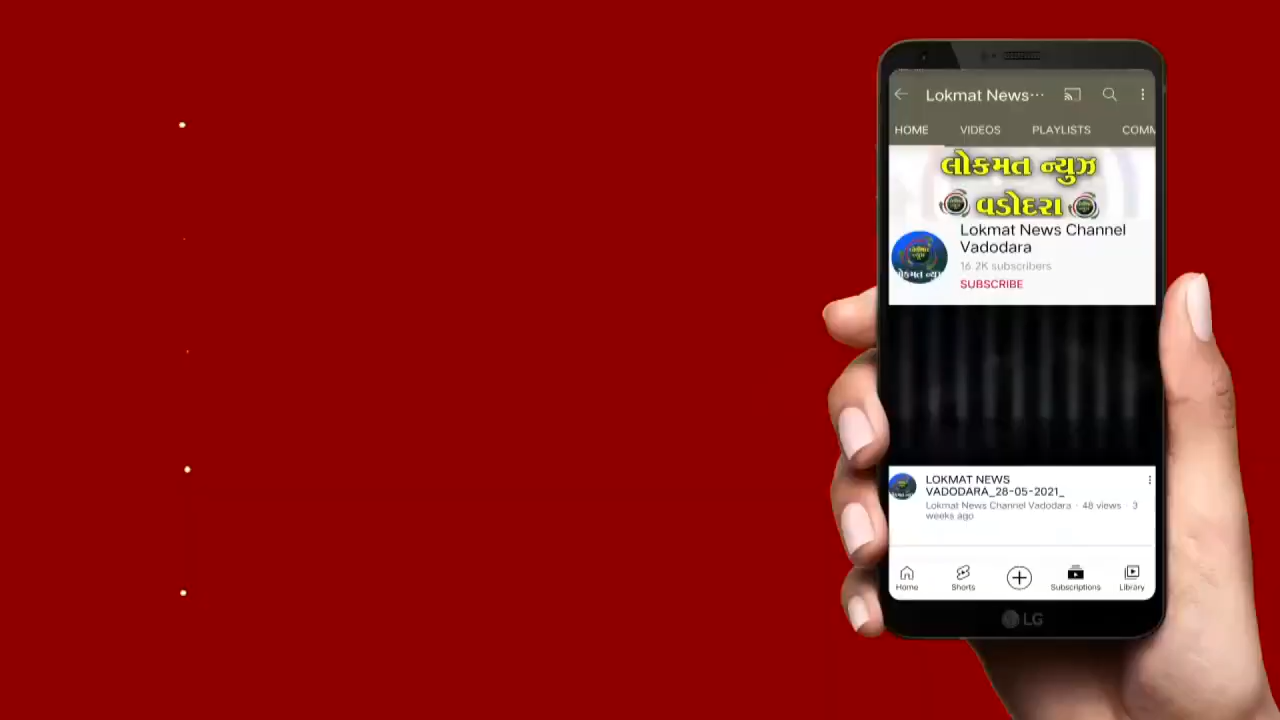 Lokmat News···
HOME VIDEOS PLAYLISTS COMM
લોકમત ન્યુઝ
વડોદરા
Lokmat News Channel
Vadodara
16.2K subscribers
SUBSCRIBE
LOKMAT NEWS
VADODARA_28-05-2021_
Lokmat News Channel Vadodara · 48 views · 3
weeks ago
Home Shorts Subscriptions Library
LG